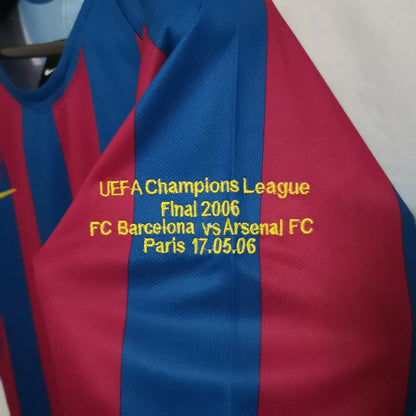 UEFA Champions League
Final 2006
FC Barcelona vs Arsenal FC
Paris 17.05.06